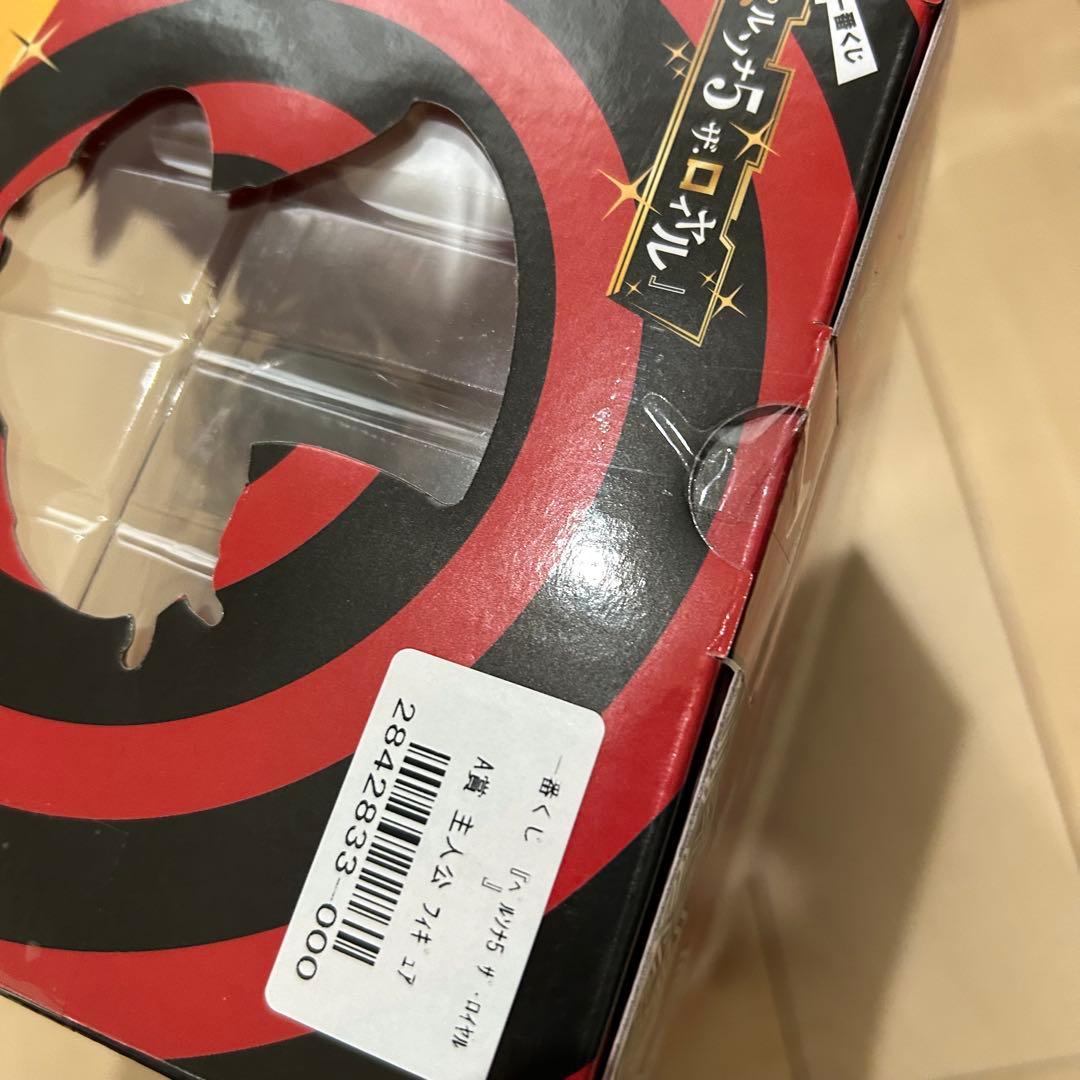 一番くじ
ペルソナ5 ザ・ロイヤル』
一番くじ 『ペルソナ5 ザ・ロイヤル
』
A賞 主人公 フィギュア
2842833-000